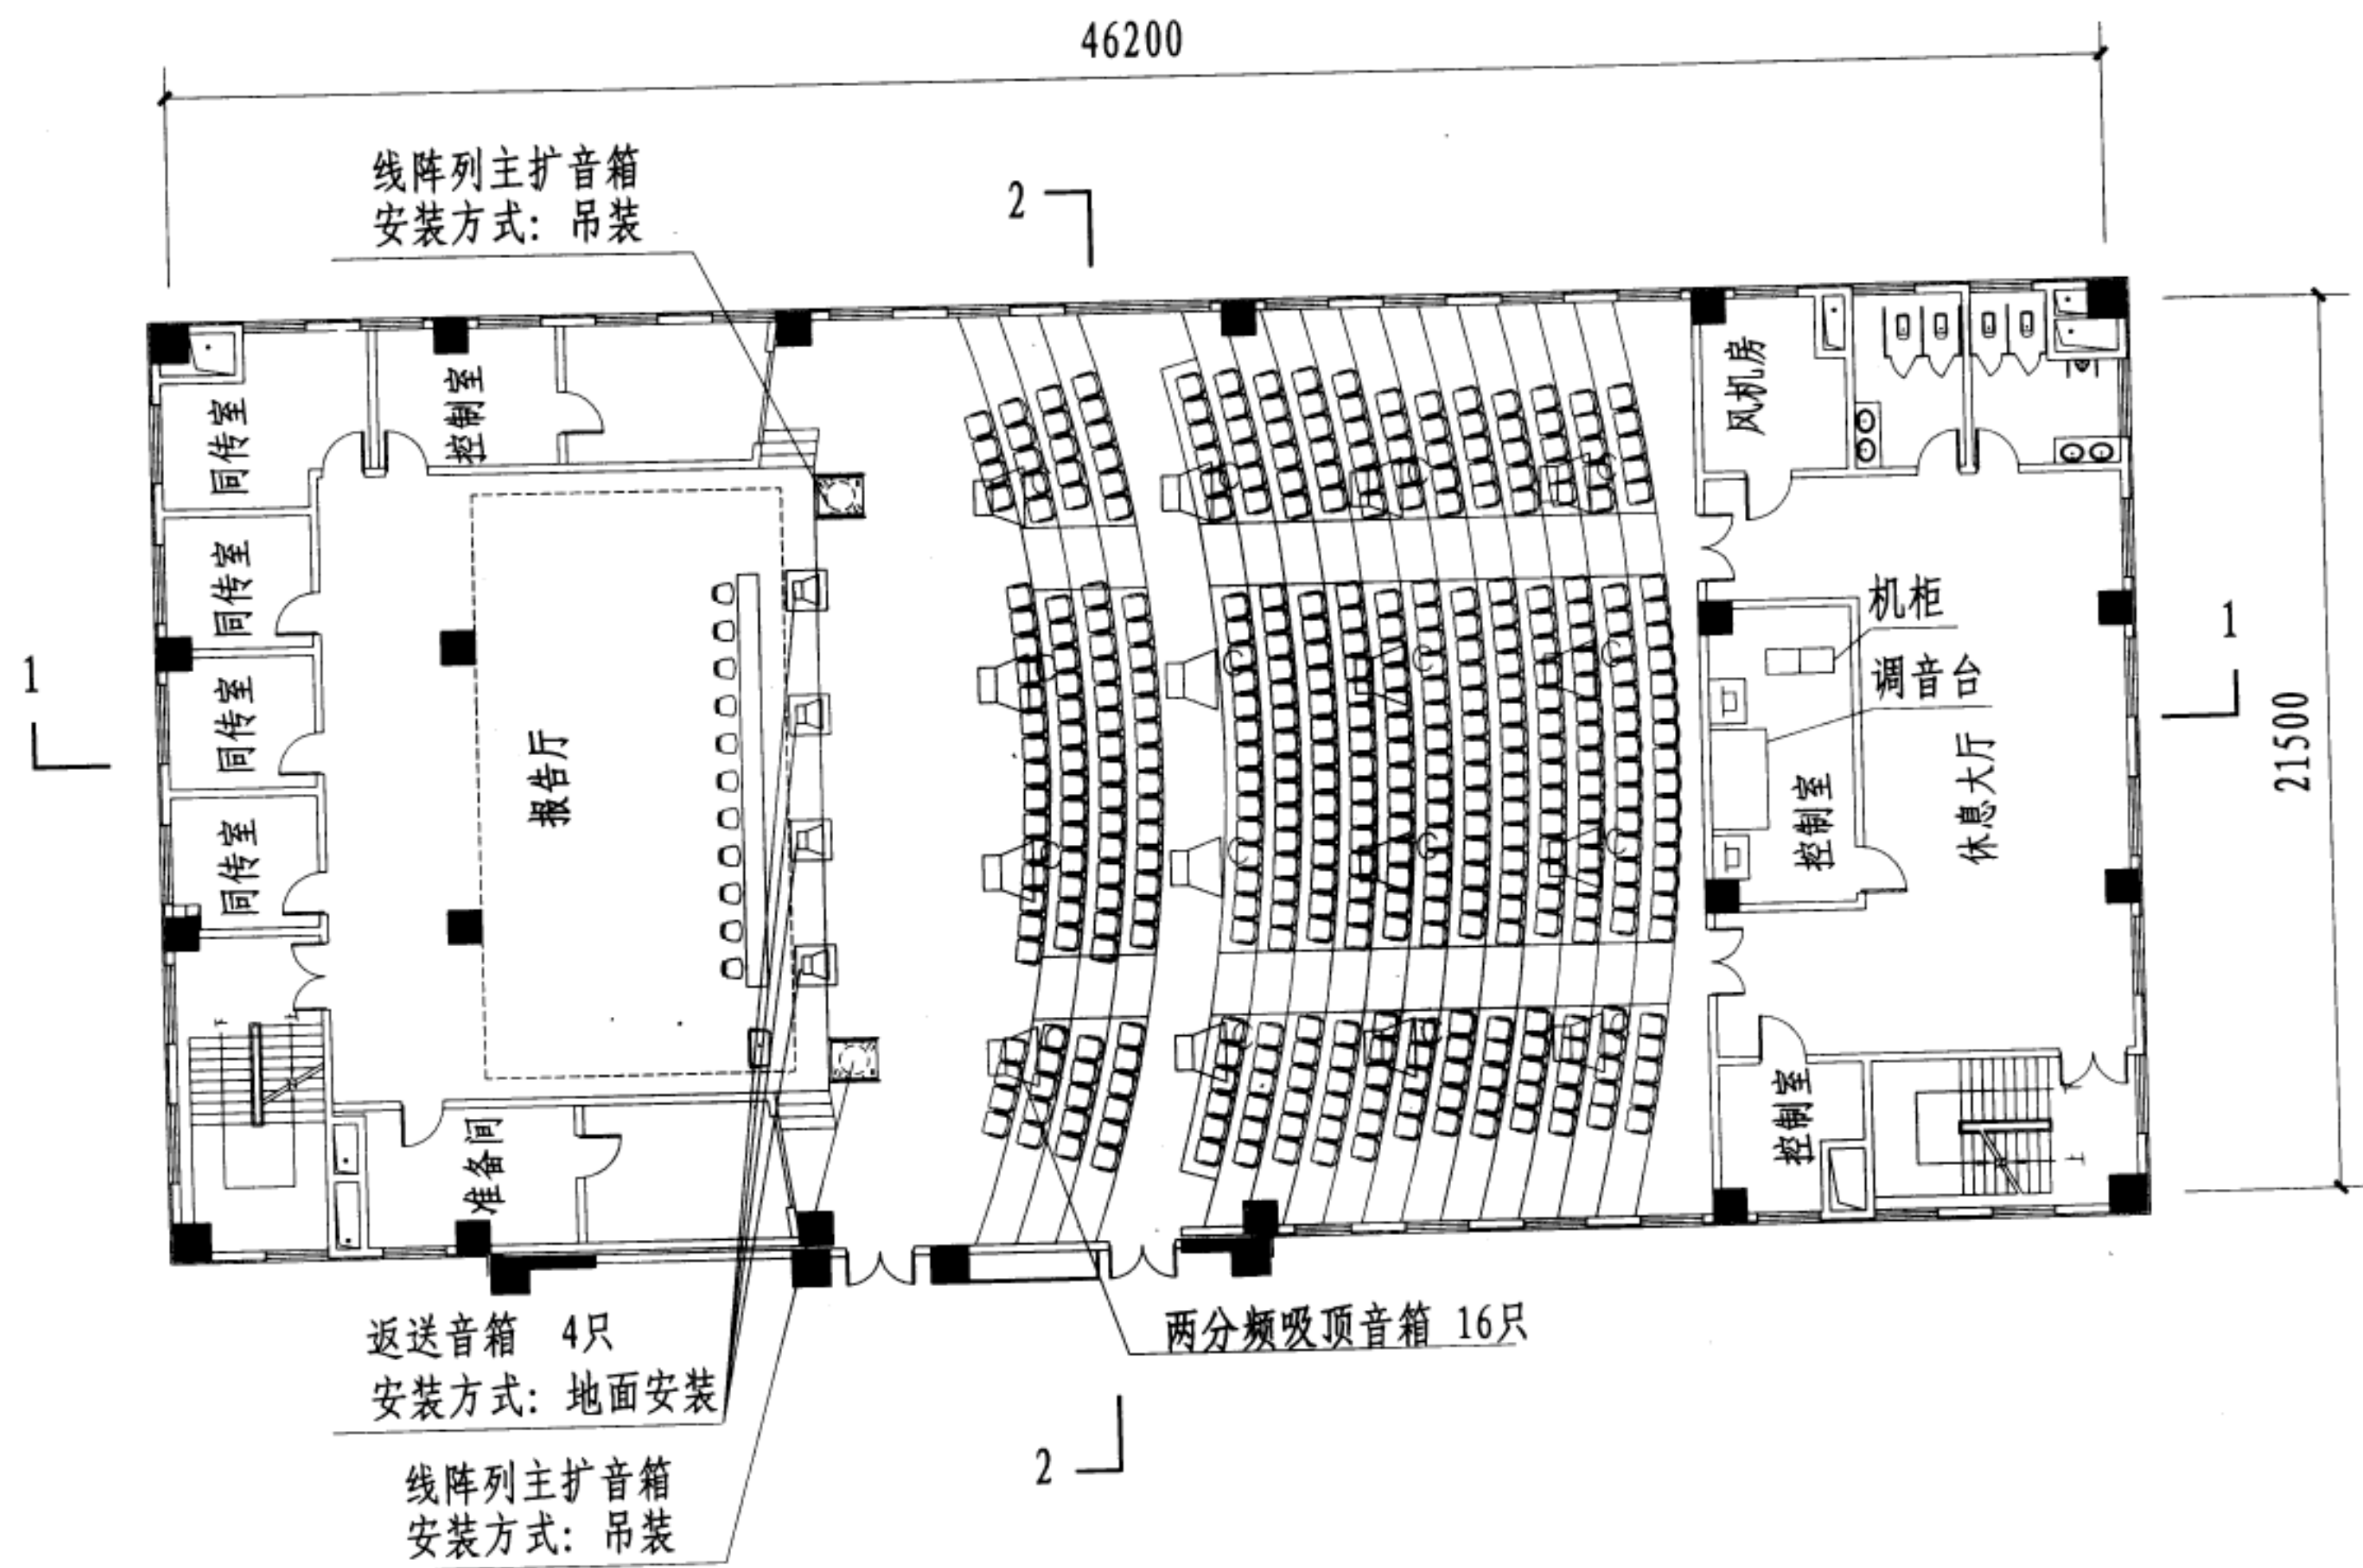 46200
线阵列主扩音箱
安装方式：吊装
2
控制室
风机房
同传室
同传室
机柜
1
1
调音台
同传室
21500
报告厅
控制室
休息大厅
同传室
控制室
准备间
返送音箱 4只
两分频吸顶音箱 16只
安装方式：地面安装
2
线阵列主扩音箱
安装方式：吊装